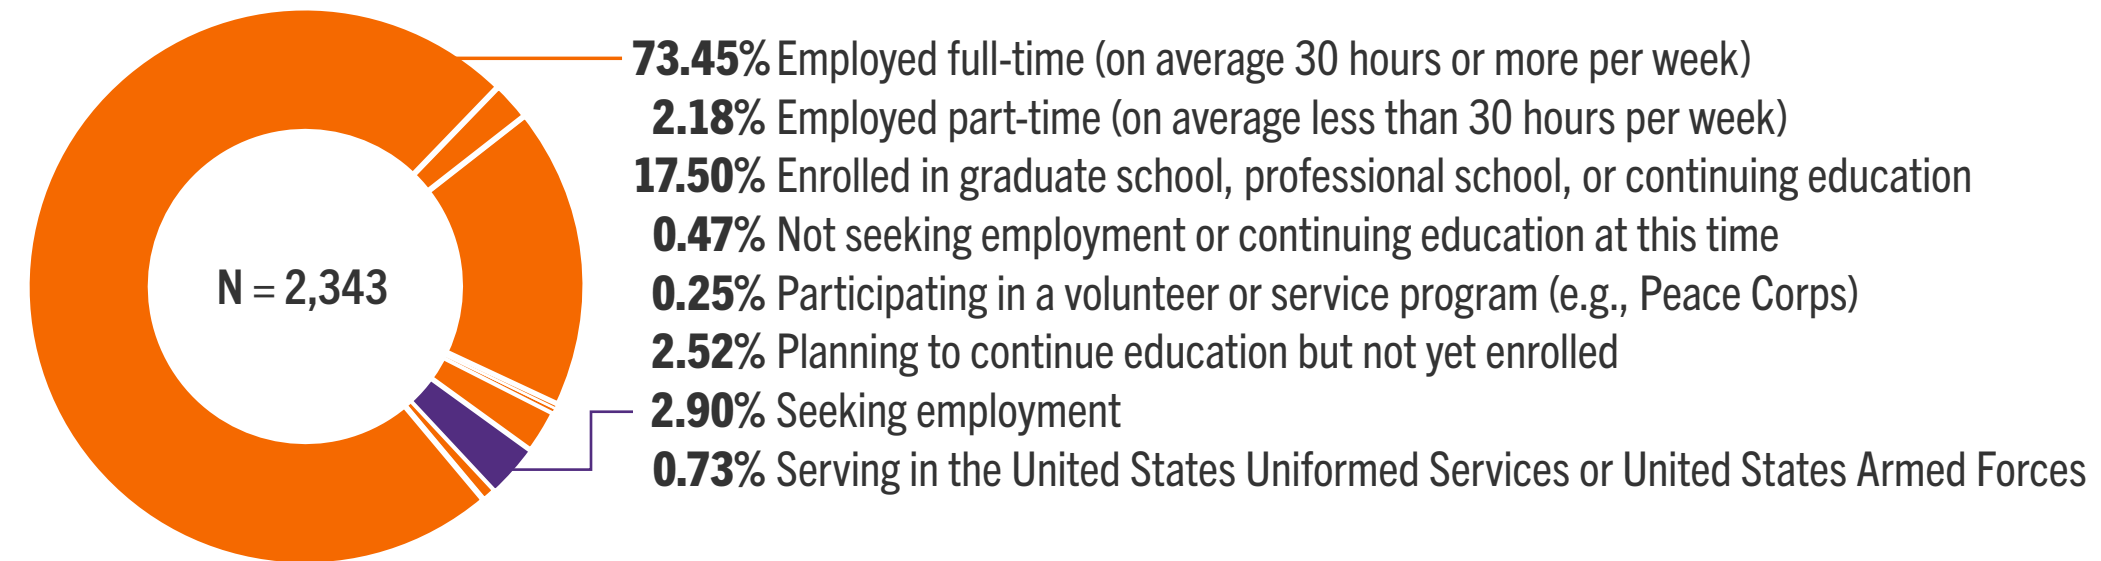 N = 2,343
73.45% Employed full-time (on average 30 hours or more per week)
2.18% Employed part-time (on average less than 30 hours per week)
17.50% Enrolled in graduate school, professional school, or continuing education
0.47% Not seeking employment or continuing education at this time
0.25% Participating in a volunteer or service program (e.g., Peace Corps)
2.52% Planning to continue education but not yet enrolled
2.90% Seeking employment
0.73% Serving in the United States Uniformed Services or United States Armed Forces